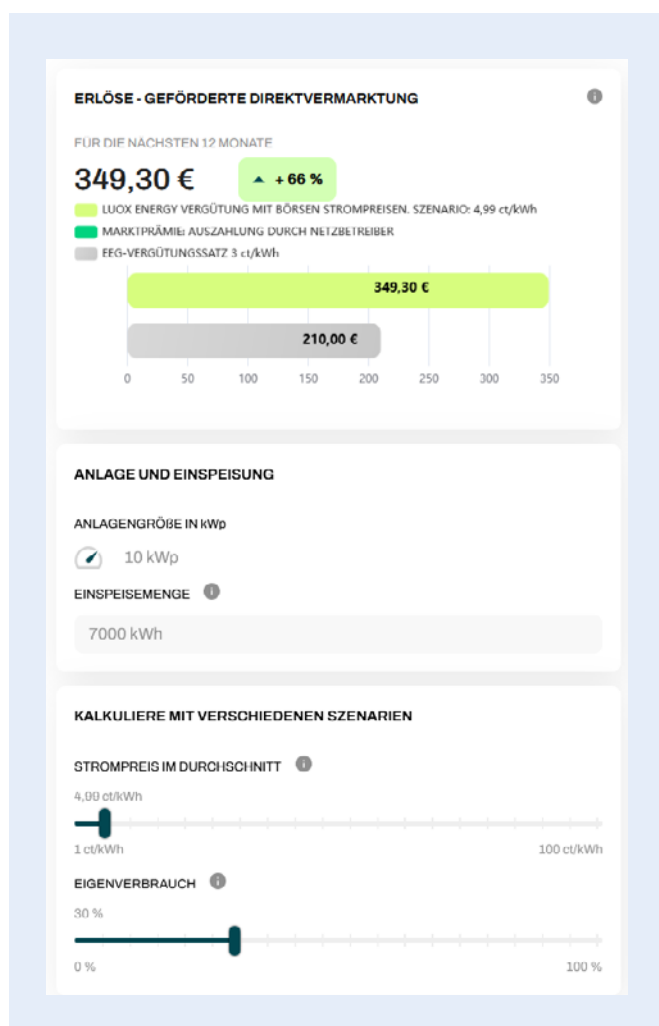 ERLÖSE - GEFÖRDERTE DIREKTVERMARKTUNG
FÜR DIE NÄCHSTEN 12 MONATE
349,30 €
+ 66 %
LUOX ENERGY VERGÜTUNG MIT BÖRSEN STROMPREISEN. SZENARIO: 4,99 ct/kWh
MARKTPRÄMIE: AUSZAHLUNG DURCH NETZBETREIBER
EEG-VERGÜTUNGSSATZ 3 ct/kWh
349,30 €
210,00 €
0 50 100 150 200 250 300 350
ANLAGE UND EINSPEISUNG
ANLAGENGRÖßE IN kWp
10 kWp
EINSPEISEMENGE
7000 kWh
KALKULIERE MIT VERSCHIEDENEN SZENARIEN
STROMPREIS IM DURCHSCHNITT
4,99 ct/kWh
1 ct/kWh 100 ct/kWh
EIGENVERBRAUCH
30 %
0 % 100 %